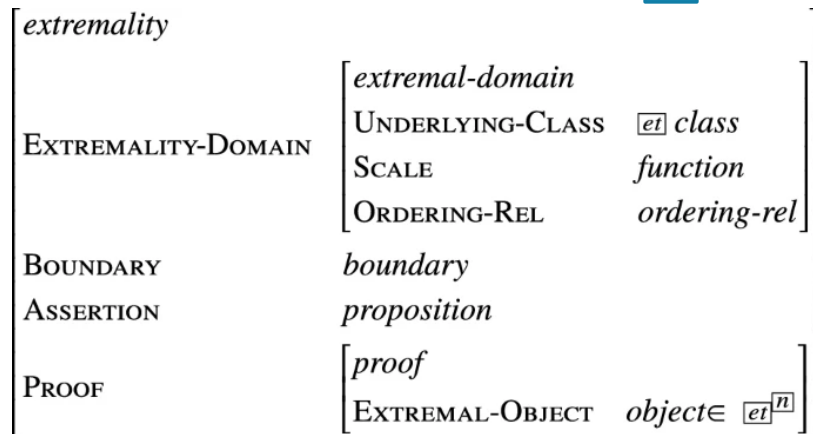 extremality
extremal-domain
UNDERLYING-CLASS et class
EXTREMALITY-DOMAIN
SCALE function
ORDERING-REL ordering-rel
BOUNDARY boundary
ASSERTION proposition
proof
PROOF
EXTREMAL-OBJECT object∈ et n